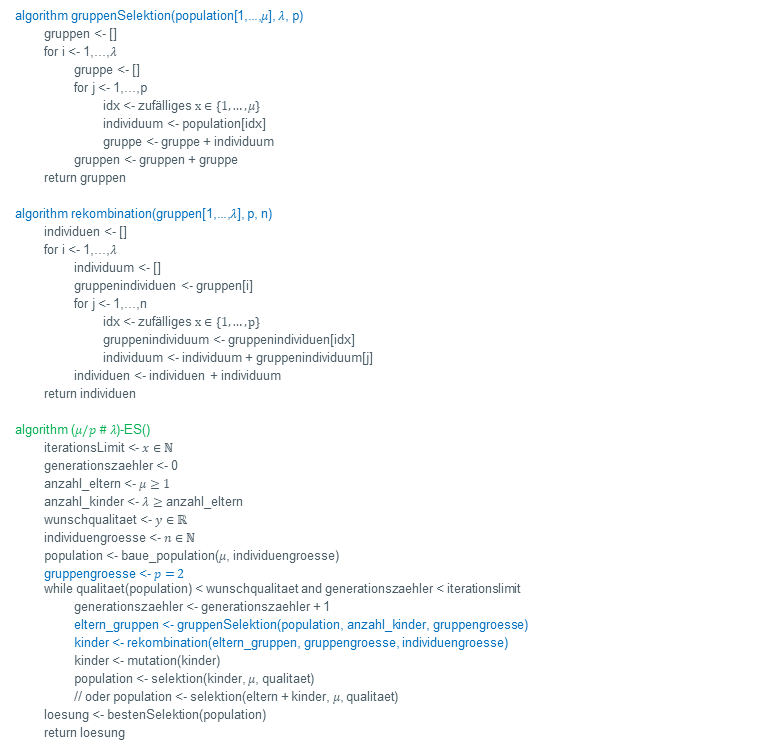 algorithm gruppenSelektion(population[1,...,μ], λ, p)
gruppen <- []
for i <- 1,...,λ
gruppe <- []
for j <- 1,...,p
idx <- zufälliges x ∈ {1, ... , μ}
individuum <- population[idx]
gruppe <- gruppe + individuum
gruppen <- gruppen + gruppe
return gruppen
algorithm rekombination(gruppen[1,...,λ], p, n)
individuen <- []
for i <- 1,...,λ
individuum <- []
gruppenindividuen <- gruppen[i]
for j <- 1,...,n
idx <- zufälliges x ∈ {1, ... , p}
gruppenindividuum <- gruppenindividuen[idx]
individuum <- individuum + gruppenindividuum[j]
individuen <- individuen + individuum
return individuen
algorithm (μ/p # λ)-ES()
iterationsLimit <- x ∈ ℕ
generationszaehler <- 0
anzahl_eltern <- μ ≥ 1
anzahl_kinder <- λ ≥ anzahl_eltern
wunschqualitaet <- y ∈ ℝ
individuengroesse <- n ∈ ℕ
population <- baue_population(μ, individuengroesse)
gruppengroesse <- p = 2
while qualitaet(population) < wunschqualitaet and generationszaehler < iterationslimit
generationszaehler <- generationszaehler + 1
eltern_gruppen <- gruppenSelektion(population, anzahl_kinder, gruppengroesse)
kinder <- rekombination(eltern_gruppen, gruppengroesse, individuengroesse)
kinder <- mutation(kinder)
population <- selektion(kinder, μ, qualitaet)
// oder population <- selektion(eltern + kinder, μ, qualitaet)
loesung <- bestenSelektion(population)
return loesung